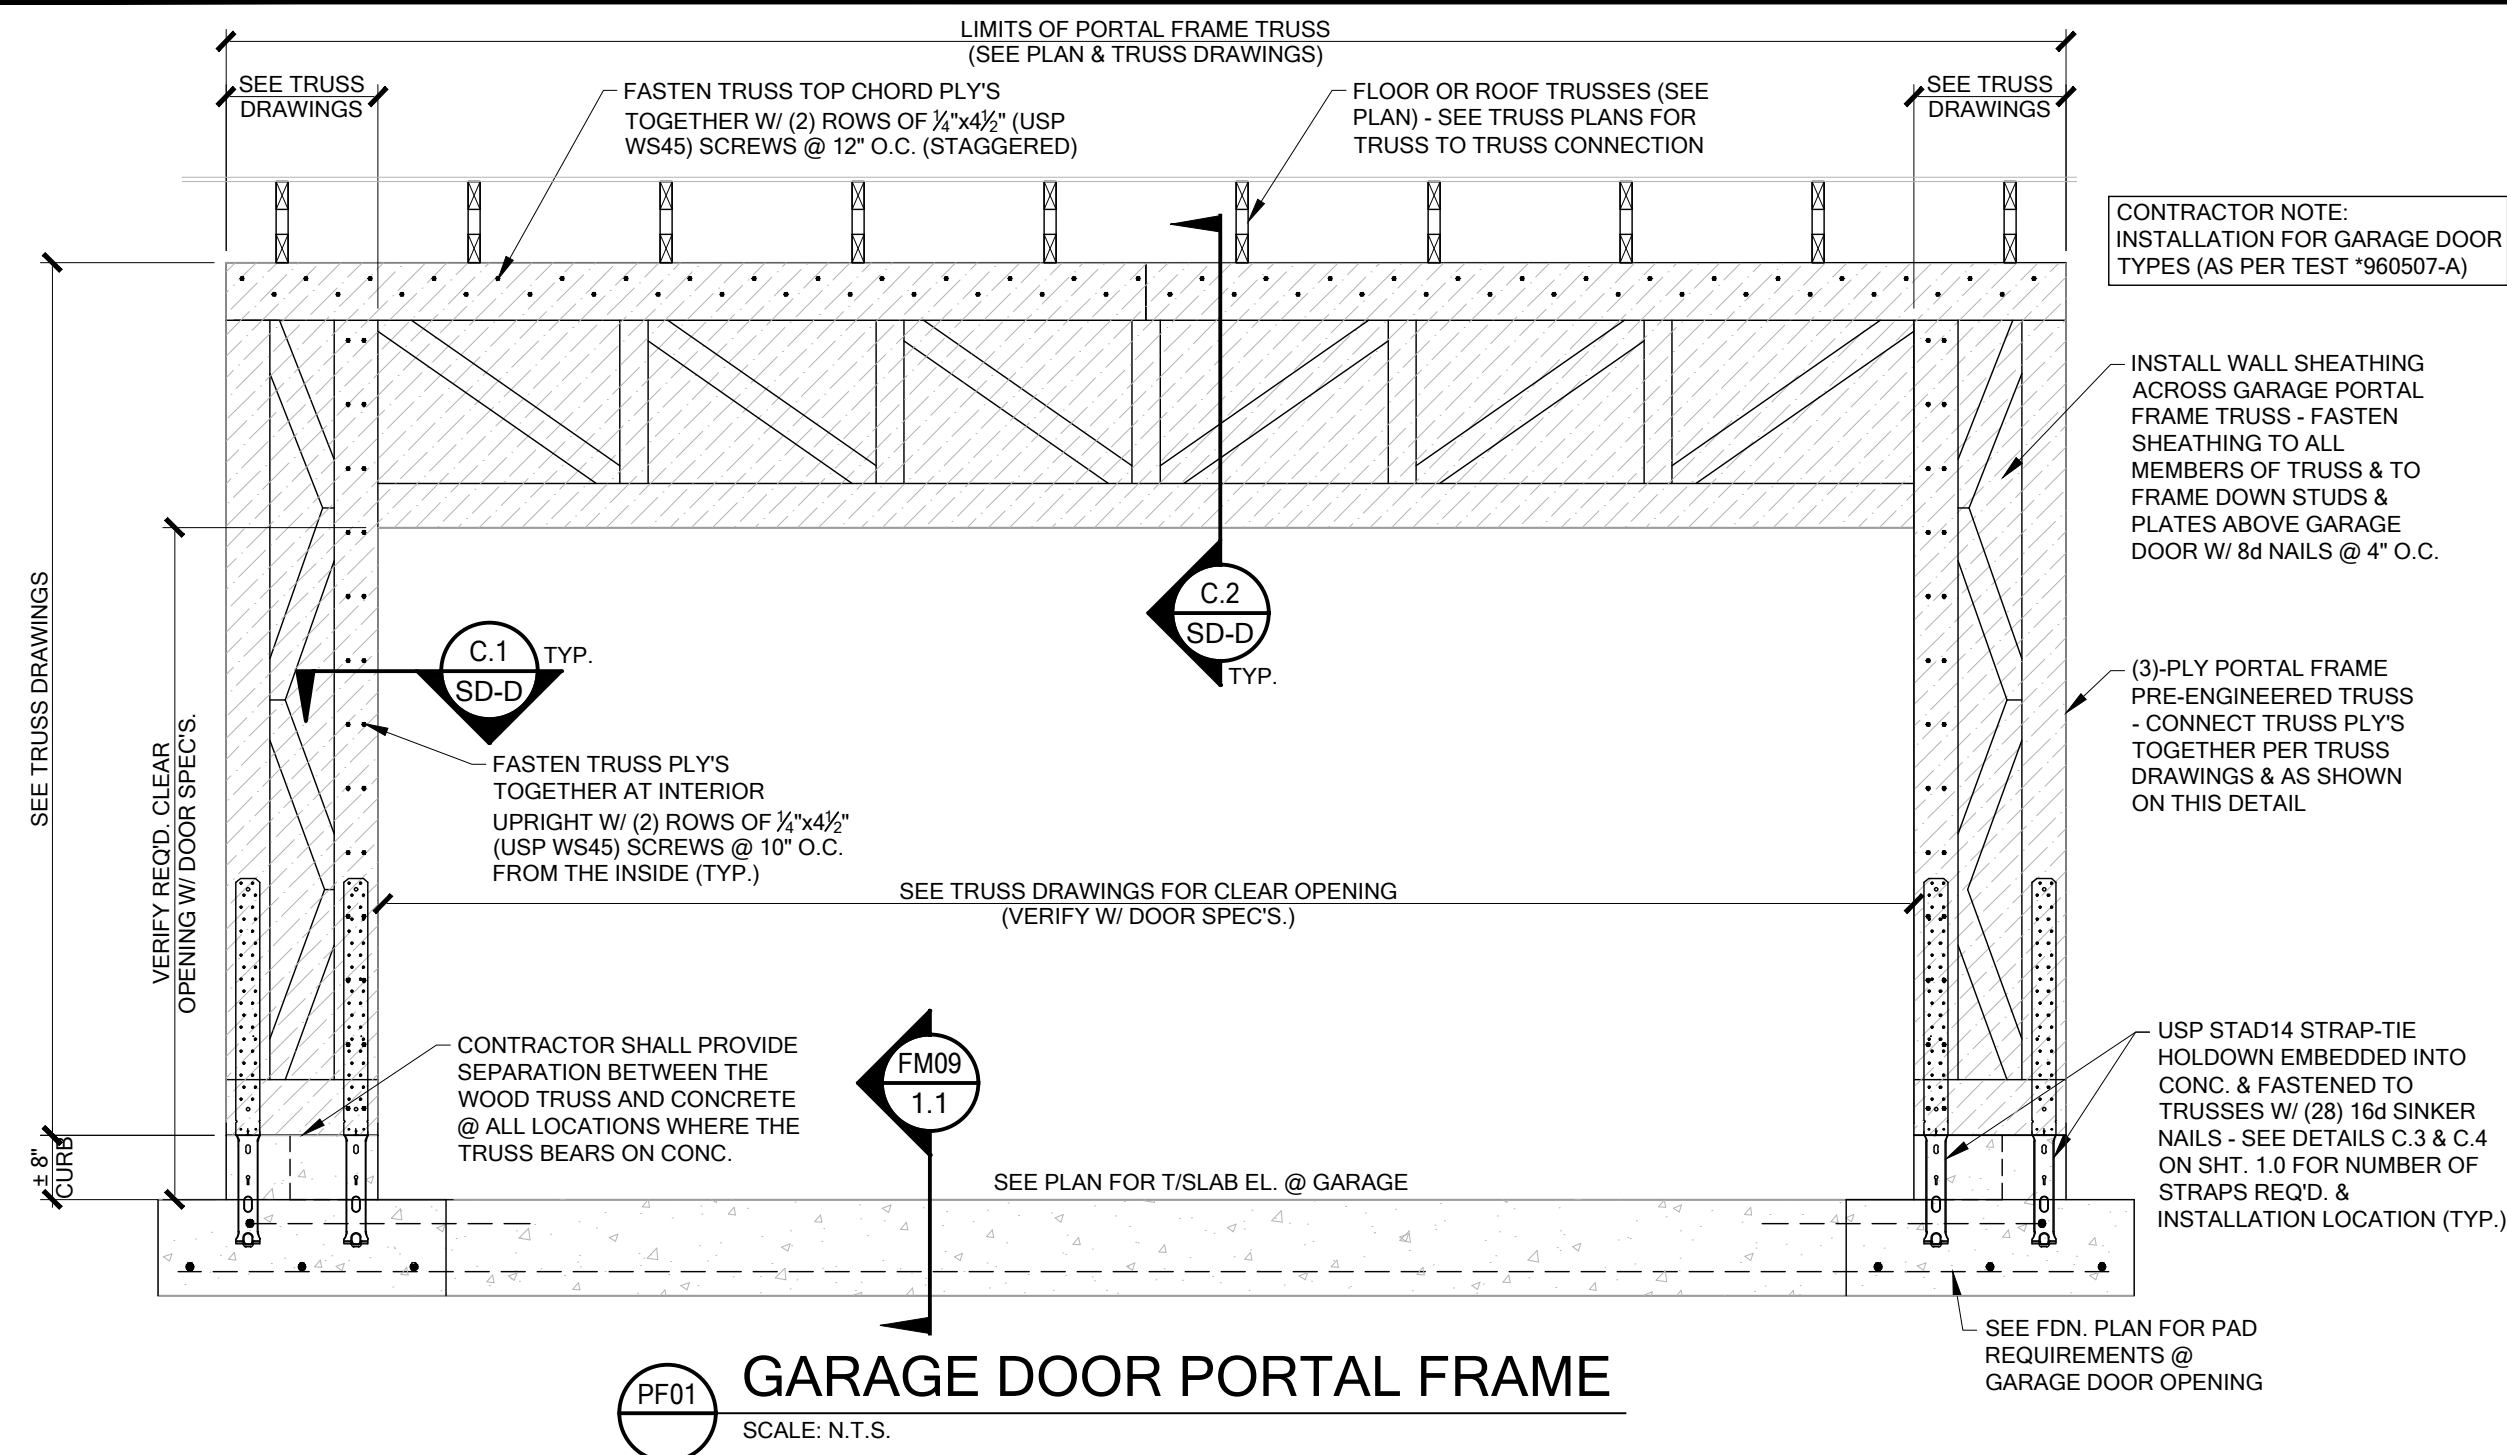 LIMITS OF PORTAL FRAME TRUSS
(SEE PLAN & TRUSS DRAWINGS)
SEE TRUSS
DRAWINGS
FASTEN TRUSS TOP CHORD PLY'S
TOGETHER W/ (2) ROWS OF ¼"x4½" (USP
WS45) SCREWS @ 12" O.C. (STAGGERED)
FLOOR OR ROOF TRUSSES (SEE
PLAN) - SEE TRUSS PLANS FOR
TRUSS TO TRUSS CONNECTION
SEE TRUSS
DRAWINGS
CONTRACTOR NOTE:
INSTALLATION FOR GARAGE DOOR
TYPES (AS PER TEST *960507-A)
INSTALL WALL SHEATHING
ACROSS GARAGE PORTAL
FRAME TRUSS - FASTEN
SHEATHING TO ALL
MEMBERS OF TRUSS & TO
FRAME DOWN STUDS &
PLATES ABOVE GARAGE
DOOR W/ 8d NAILS @ 4" O.C.
SEE TRUSS DRAWINGS
VERIFY REQ'D. CLEAR
OPENING W/ DOOR SPEC'S.
C.1
SD-D
TYP.
C.2
SD-D
TYP.
(3)-PLY PORTAL FRAME
PRE-ENGINEERED TRUSS
- CONNECT TRUSS PLY'S
TOGETHER PER TRUSS
DRAWINGS & AS SHOWN
ON THIS DETAIL
FASTEN TRUSS PLY'S
TOGETHER AT INTERIOR
UPRIGHT W/ (2) ROWS OF ¼"x4½"
(USP WS45) SCREWS @ 10" O.C.
FROM THE INSIDE (TYP.)
SEE TRUSS DRAWINGS FOR CLEAR OPENING
(VERIFY W/ DOOR SPEC'S.)
CONTRACTOR SHALL PROVIDE
SEPARATION BETWEEN THE
WOOD TRUSS AND CONCRETE
@ ALL LOCATIONS WHERE THE
TRUSS BEARS ON CONC.
FM09
1.1
USP STAD14 STRAP-TIE
HOLDOWN EMBEDDED INTO
CONC. & FASTENED TO
TRUSSES W/ (28) 16d SINKER
NAILS - SEE DETAILS C.3 & C.4
ON SHT. 1.0 FOR NUMBER OF
STRAPS REQ'D. &
INSTALLATION LOCATION (TYP.)
± 8"
CURB
SEE PLAN FOR T/SLAB EL. @ GARAGE
SEE FDN. PLAN FOR PAD
REQUIREMENTS @
GARAGE DOOR OPENING
PF01
GARAGE DOOR PORTAL FRAME
SCALE: N.T.S.